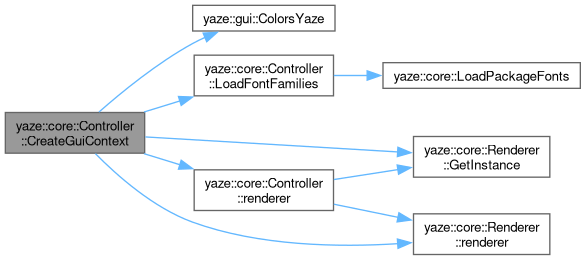 yaze::gui::ColorsYaze
yaze::core::Controller
::LoadFontFamilies
yaze::core::LoadPackageFonts
yaze::core::Controller
::CreateGuiContext
yaze::core::Renderer
::GetInstance
yaze::core::Controller
::renderer
yaze::core::Renderer
::renderer